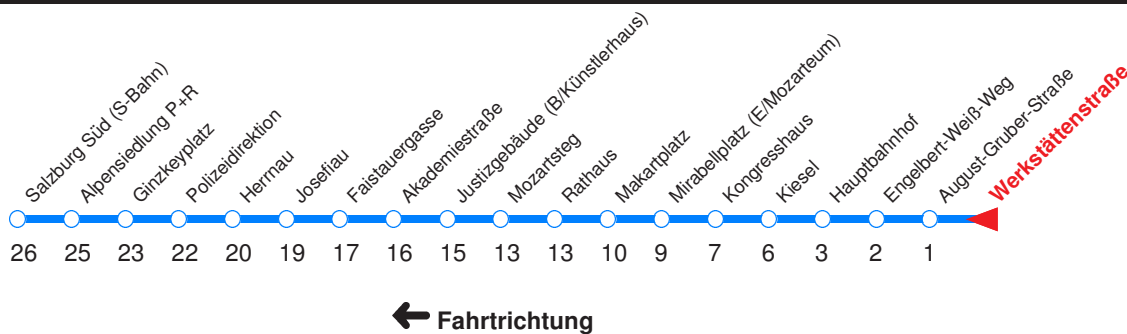 Salzburg Süd (S-Bahn)
Alpensiedlung P+R
Ginzkeyplatz
Polizeidirektion
Herrnau
Josefiau
Faistauergasse
Akademiestraße
Justizgebäude (B/Künstlerhaus)
Mozartsteg
Rathaus
Makartplatz
Mirabellplatz (E/Mozarteum)
Kongresshaus
Kiesel
Hauptbahnhof
Engelbert-Weiß-Weg
August-Gruber-Straße
Werkstättenstraße
26 25 23 22 20 19 17 16 15 13 13 10 9 7 6 3 2 1
Fahrtrichtung